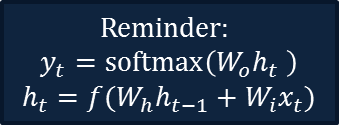 Reminder:
yₜ = softmax(Wₒhₜ )
hₜ = f(Wₕhₜ₋₁ + Wᵢxₜ)